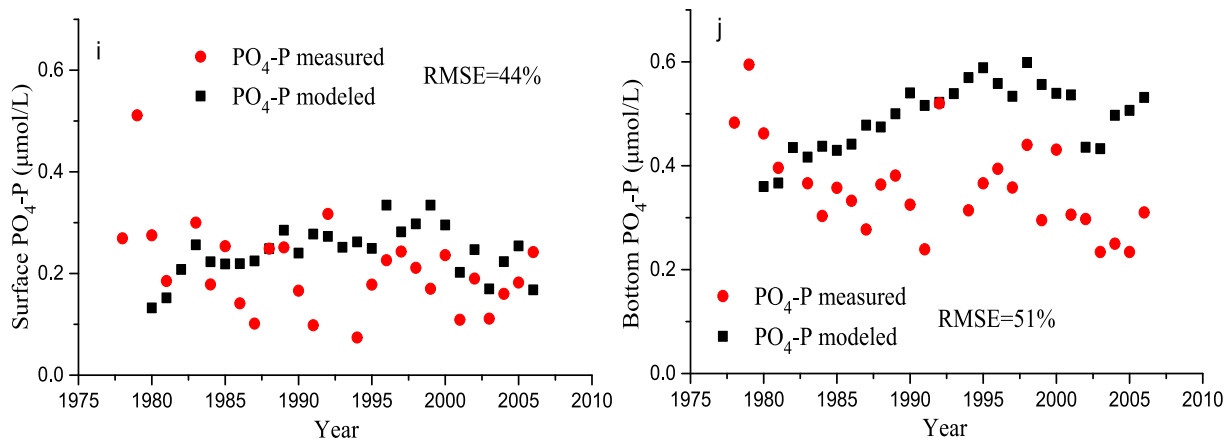 i
PO4-P measured
PO4-P modeled
RMSE=44%
Surface PO4-P (μmol/L)
0.6
0.4
0.2
0.0
1975 1980 1985 1990 1995 2000 2005 2010
Year
j
PO4-P measured
PO4-P modeled
RMSE=51%
Bottom PO4-P (μmol/L)
0.6
0.4
0.2
0.0
1975 1980 1985 1990 1995 2000 2005 2010
Year